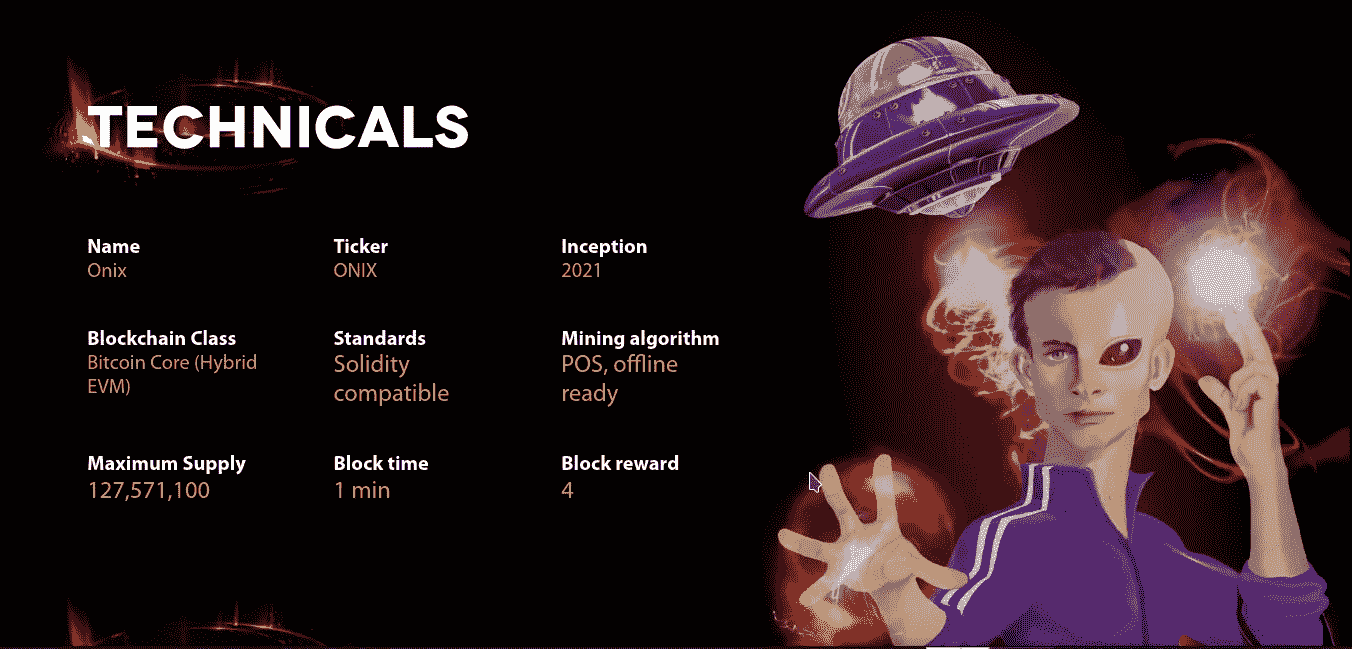 TECHNICALS
Name
Onix
Ticker
ONIX
Inception
2021
Blockchain Class
Bitcoin Core (Hybrid
EVM)
Standards
Solidity
compatible
Mining algorithm
POS, offline
ready
Maximum Supply
127,571,100
Block time
1 min
Block reward
4